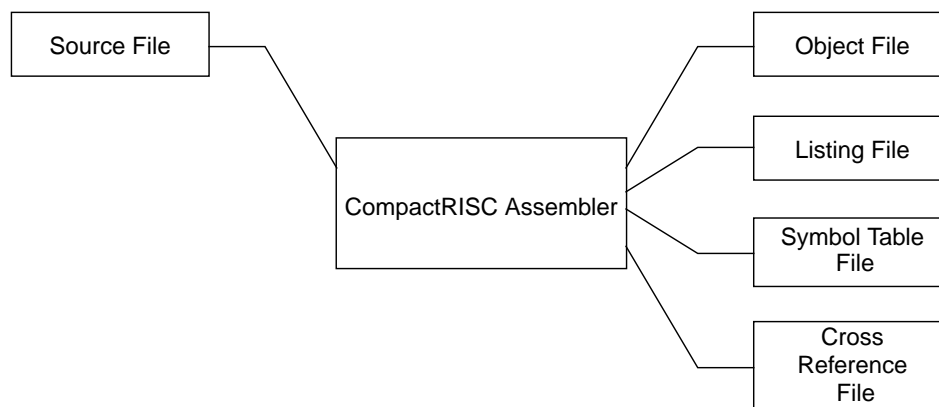 Source File
Object File
Listing File
CompactRISC Assembler
Symbol Table
File
Cross
Reference
File